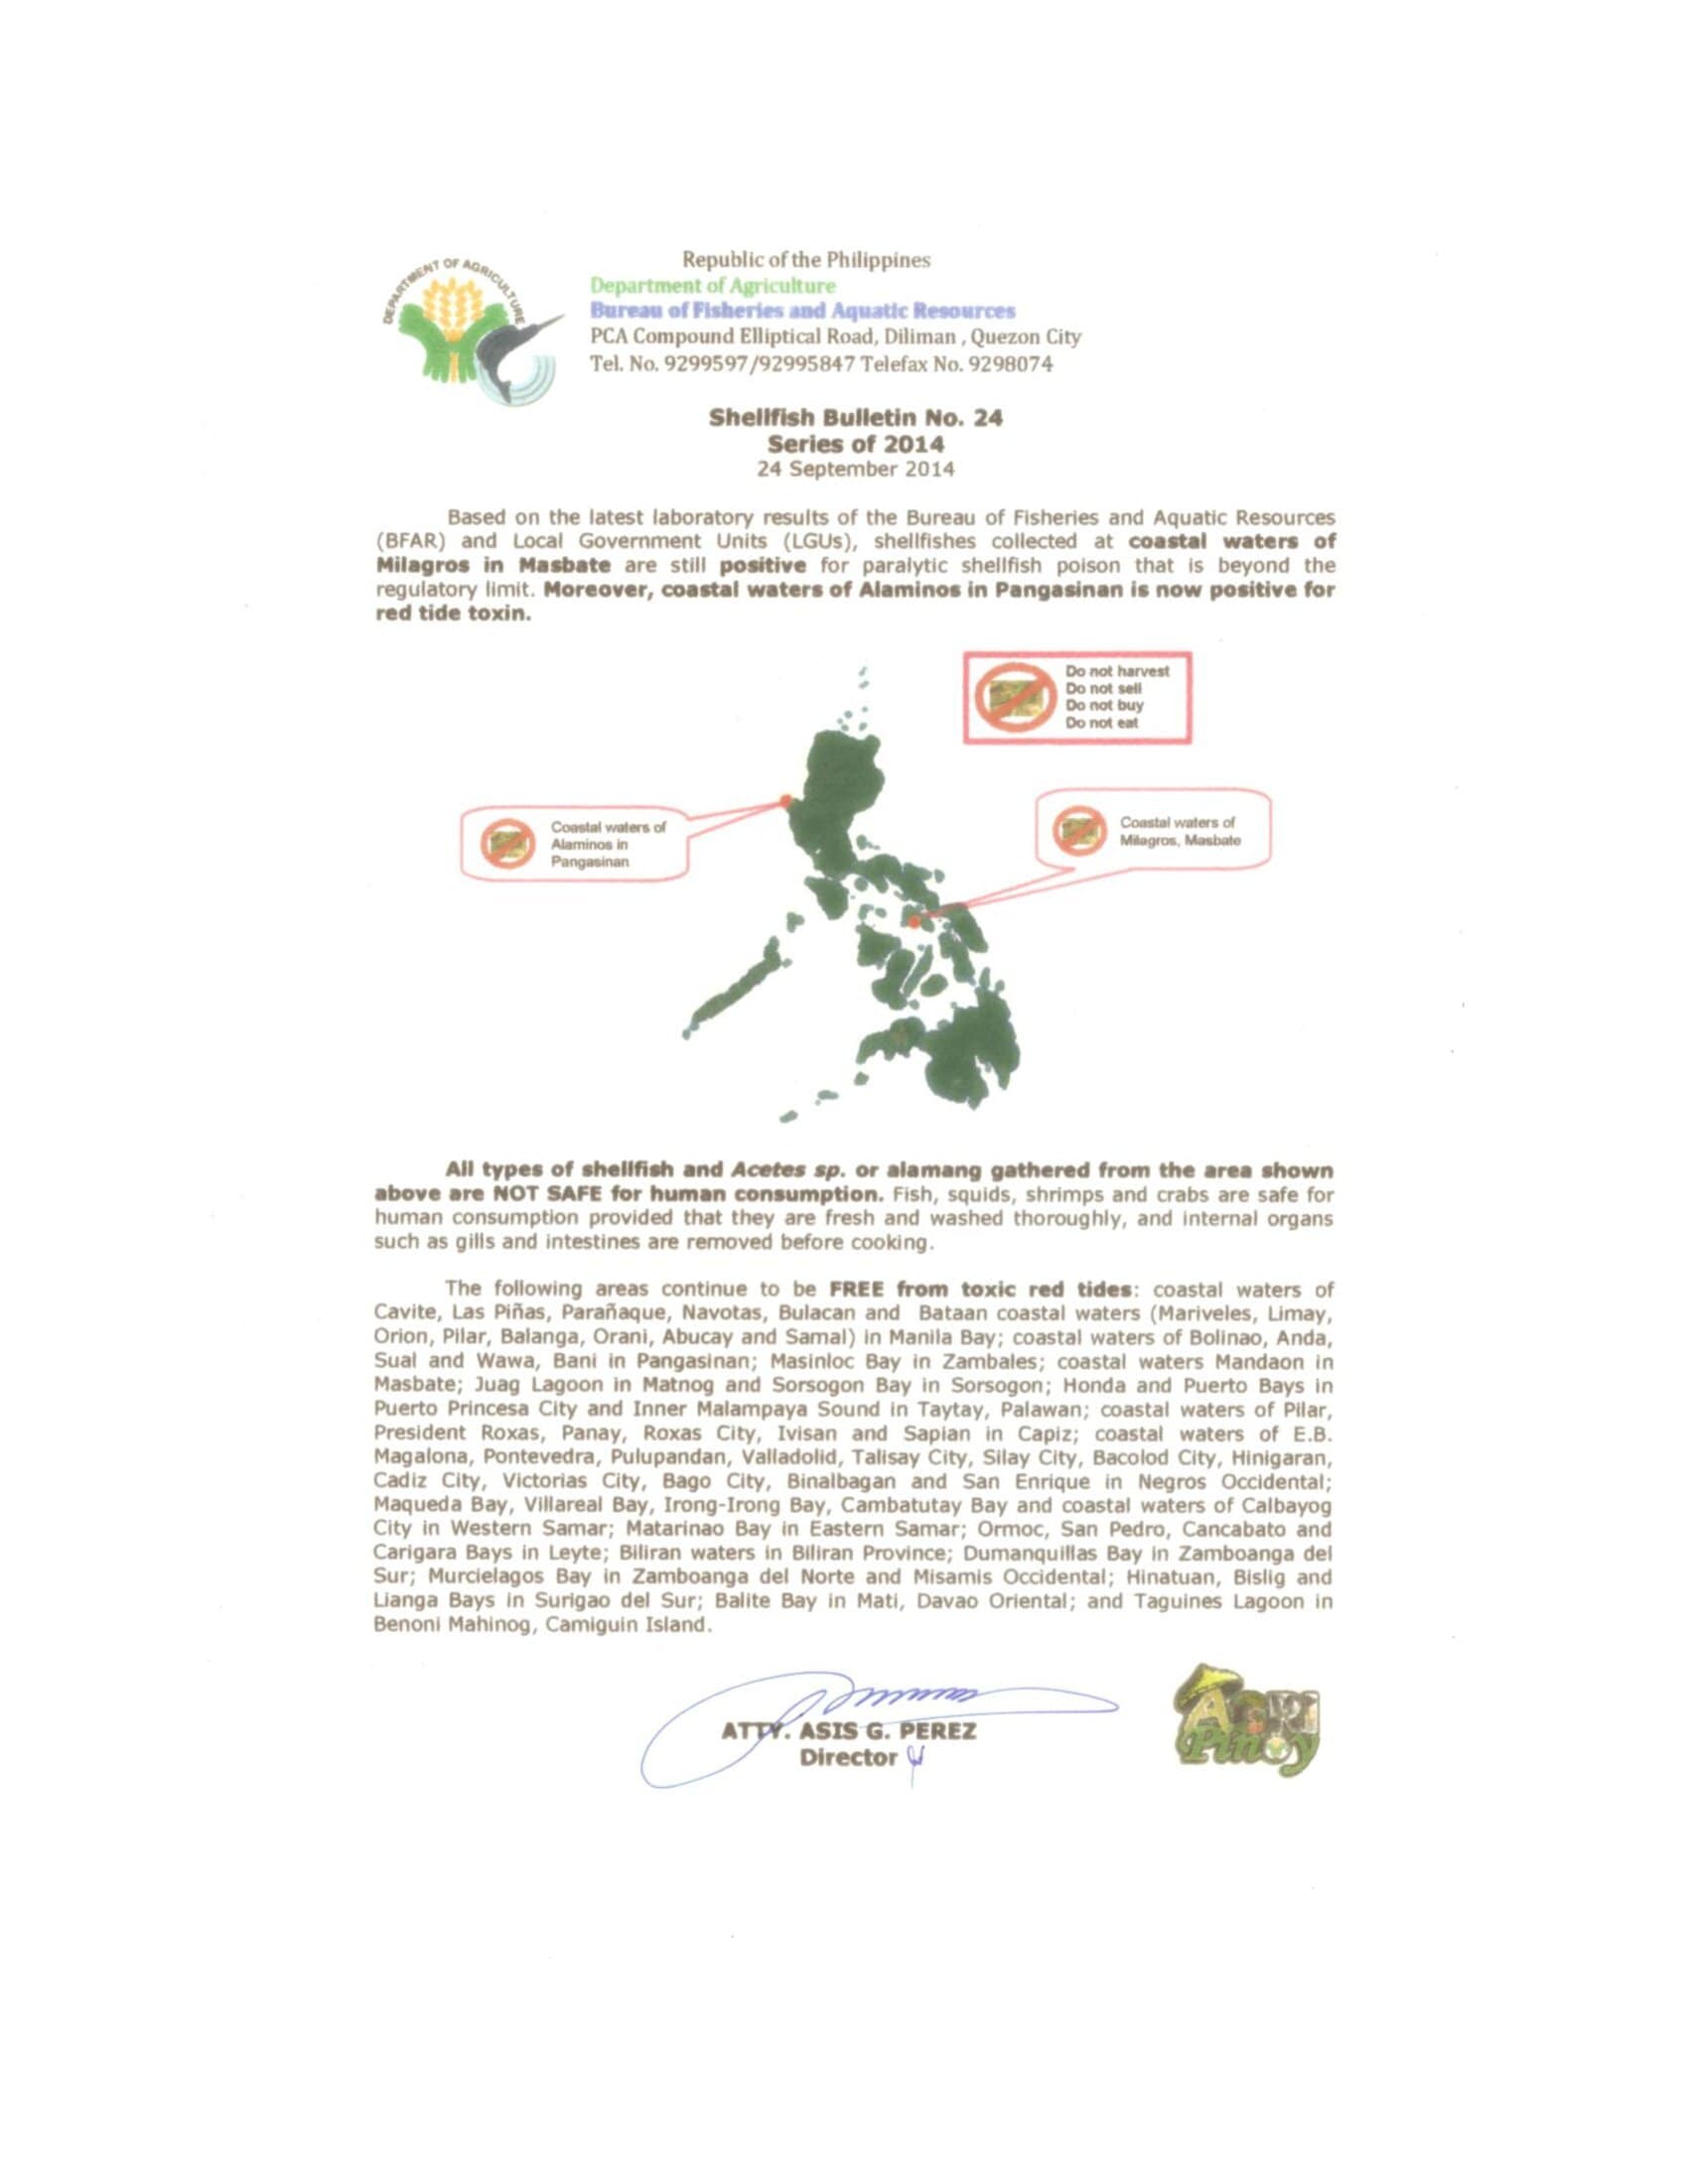 DEPARTMENT OF AGRICULTURE
Republic of the Philippines
Department of Agriculture
Bureau of Fisheries and Aquatic Resources
PCA Compound Elliptical Road, Diliman , Quezon City
Tel. No. 9299597/92995847 Telefax No. 9298074
Shellfish Bulletin No. 24
Series of 2014
24 September 2014
Based on the latest laboratory results of the Bureau of Fisheries and Aquatic Resources
(BFAR) and Local Government Units (LGUs), shellfishes collected at coastal waters of
Milagros in Masbate are still positive for paralytic shellfish poison that is beyond the
regulatory limit. Moreover, coastal waters of Alaminos in Pangasinan is now positive for
red tide toxin.
Do not harvest
Do not sell
Do not buy
Do not eat
Coastal waters of
Alaminos in
Pangasinan
Coastal waters of
Milagros, Masbate
All types of shellfish and Acetes sp. or alamang gathered from the area shown
above are NOT SAFE for human consumption. Fish, squids, shrimps and crabs are safe for
human consumption provided that they are fresh and washed thoroughly, and internal organs
such as gills and intestines are removed before cooking.
The following areas continue to be FREE from toxic red tides: coastal waters of
Cavite, Las Piñas, Parañaque, Navotas, Bulacan and Bataan coastal waters (Mariveles, Limay,
Orion, Pilar, Balanga, Orani, Abucay and Samal) in Manila Bay; coastal waters of Bolinao, Anda,
Sual and Wawa, Bani in Pangasinan; Masinloc Bay in Zambales; coastal waters Mandaon in
Masbate; Juag Lagoon in Matnog and Sorsogon Bay in Sorsogon; Honda and Puerto Bays in
Puerto Princesa City and Inner Malampaya Sound in Taytay, Palawan; coastal waters of Pilar,
President Roxas, Panay, Roxas City, Ivisan and Sapian in Capiz; coastal waters of E.B.
Magalona, Pontevedra, Pulupandan, Valladolid, Talisay City, Silay City, Bacolod City, Hinigaran,
Cadiz City, Victorias City, Bago City, Binalbagan and San Enrique in Negros Occidental;
Maqueda Bay, Villareal Bay, Irong-Irong Bay, Cambatutay Bay and coastal waters of Calbayog
City in Western Samar; Matarinao Bay in Eastern Samar; Ormoc, San Pedro, Cancabato and
Carigara Bays in Leyte; Biliran waters in Biliran Province; Dumanquillas Bay in Zamboanga del
Sur; Murcielagos Bay in Zamboanga del Norte and Misamis Occidental; Hinatuan, Bislig and
Lianga Bays in Surigao del Sur; Balite Bay in Mati, Davao Oriental; and Taguines Lagoon in
Benoni Mahinog, Camiguin Island.
ATTY. ASIS G. PEREZ
Director
AGRI
Pinoy